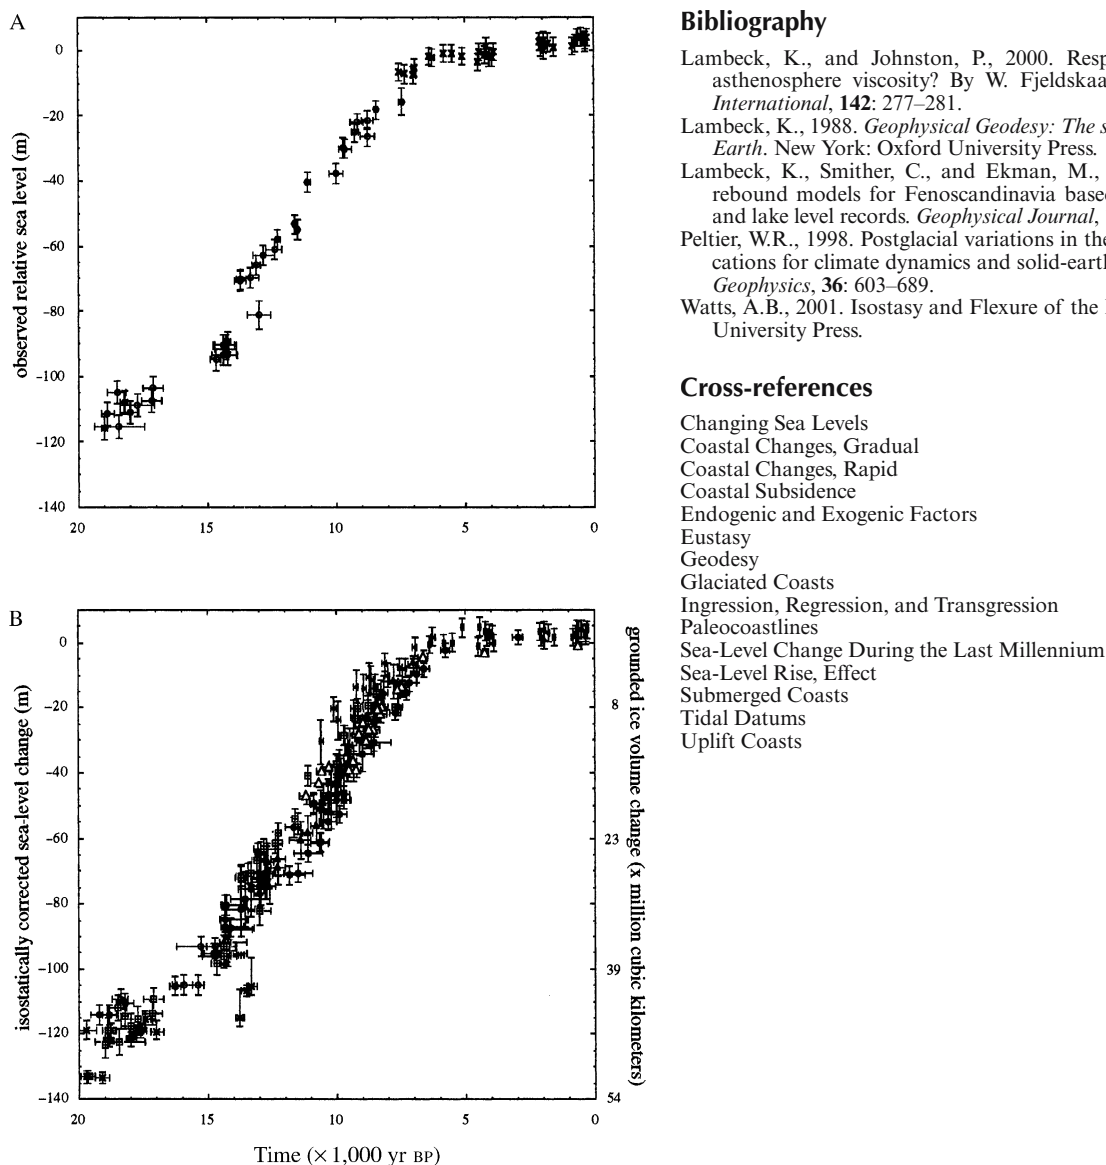 A
0
-20
-40
-60
-80
-100
-120
-140
observed relative sea level (m)
20
15
10
5
0
B
0
-20
-40
-60
-80
-100
-120
-140
isostatically corrected sea-level change (m)
8
23
39
54
grounded ice volume change (x million cubic kilometers)
20
15
10
5
0
Time (× 1,000 yr BP)
Bibliography
Lambeck, K., and Johnston, P., 2000. Resp
asthenosphere viscosity? By W. Fjeldskaa
International, 142: 277–281.
Lambeck, K., 1988. Geophysical Geodesy: The s
Earth. New York: Oxford University Press.
Lambeck, K., Smither, C., and Ekman, M.,
rebound models for Fenoscandinavia base
and lake level records. Geophysical Journal,
Peltier, W.R., 1998. Postglacial variations in the
cations for climate dynamics and solid-earth
Geophysics, 36: 603–689.
Watts, A.B., 2001. Isostasy and Flexure of the
University Press.
Cross-references
Changing Sea Levels
Coastal Changes, Gradual
Coastal Changes, Rapid
Coastal Subsidence
Endogenic and Exogenic Factors
Eustasy
Geodesy
Glaciated Coasts
Ingression, Regression, and Transgression
Paleocoastlines
Sea-Level Change During the Last Millennium
Sea-Level Rise, Effect
Submerged Coasts
Tidal Datums
Uplift Coasts